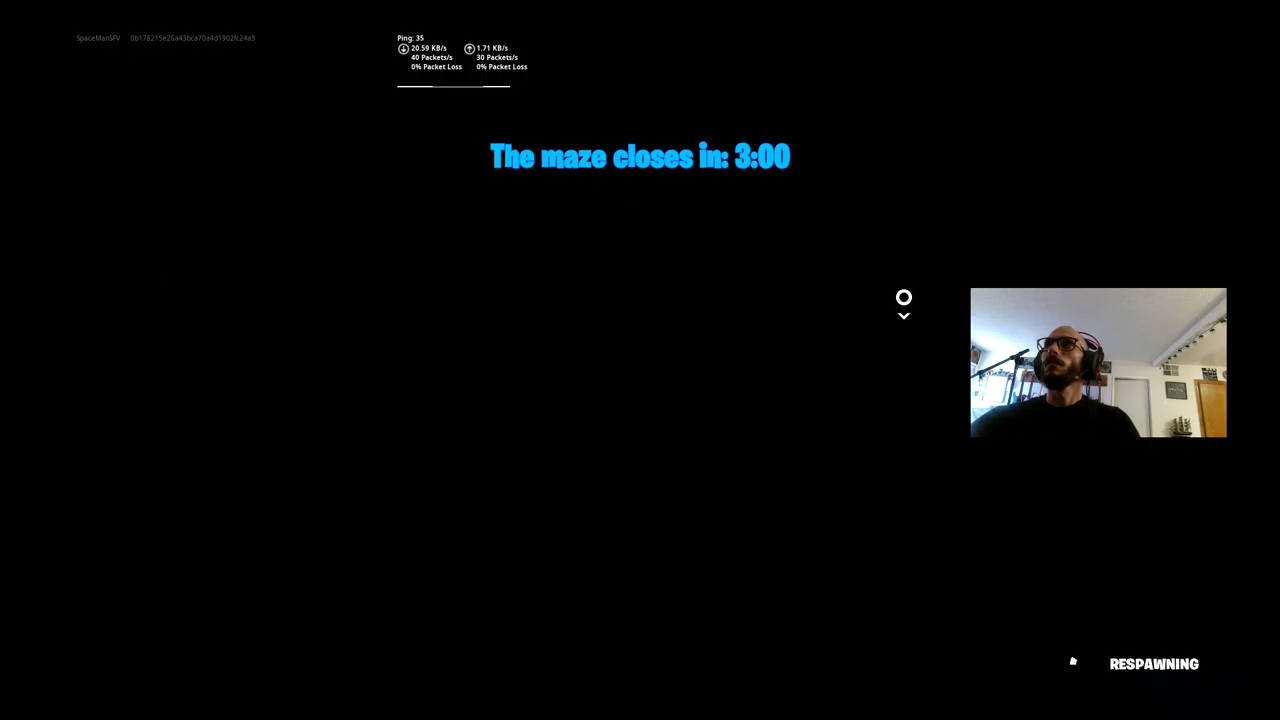 SpaceManSFV 0b178215e26a43bca70a4d1902fc24a3
Ping: 35
20.59 KB/s 1.71 KB/s
40 Packets/s 30 Packets/s
0% Packet Loss 0% Packet Loss
The maze closes in: 3:00
RESPAWNING